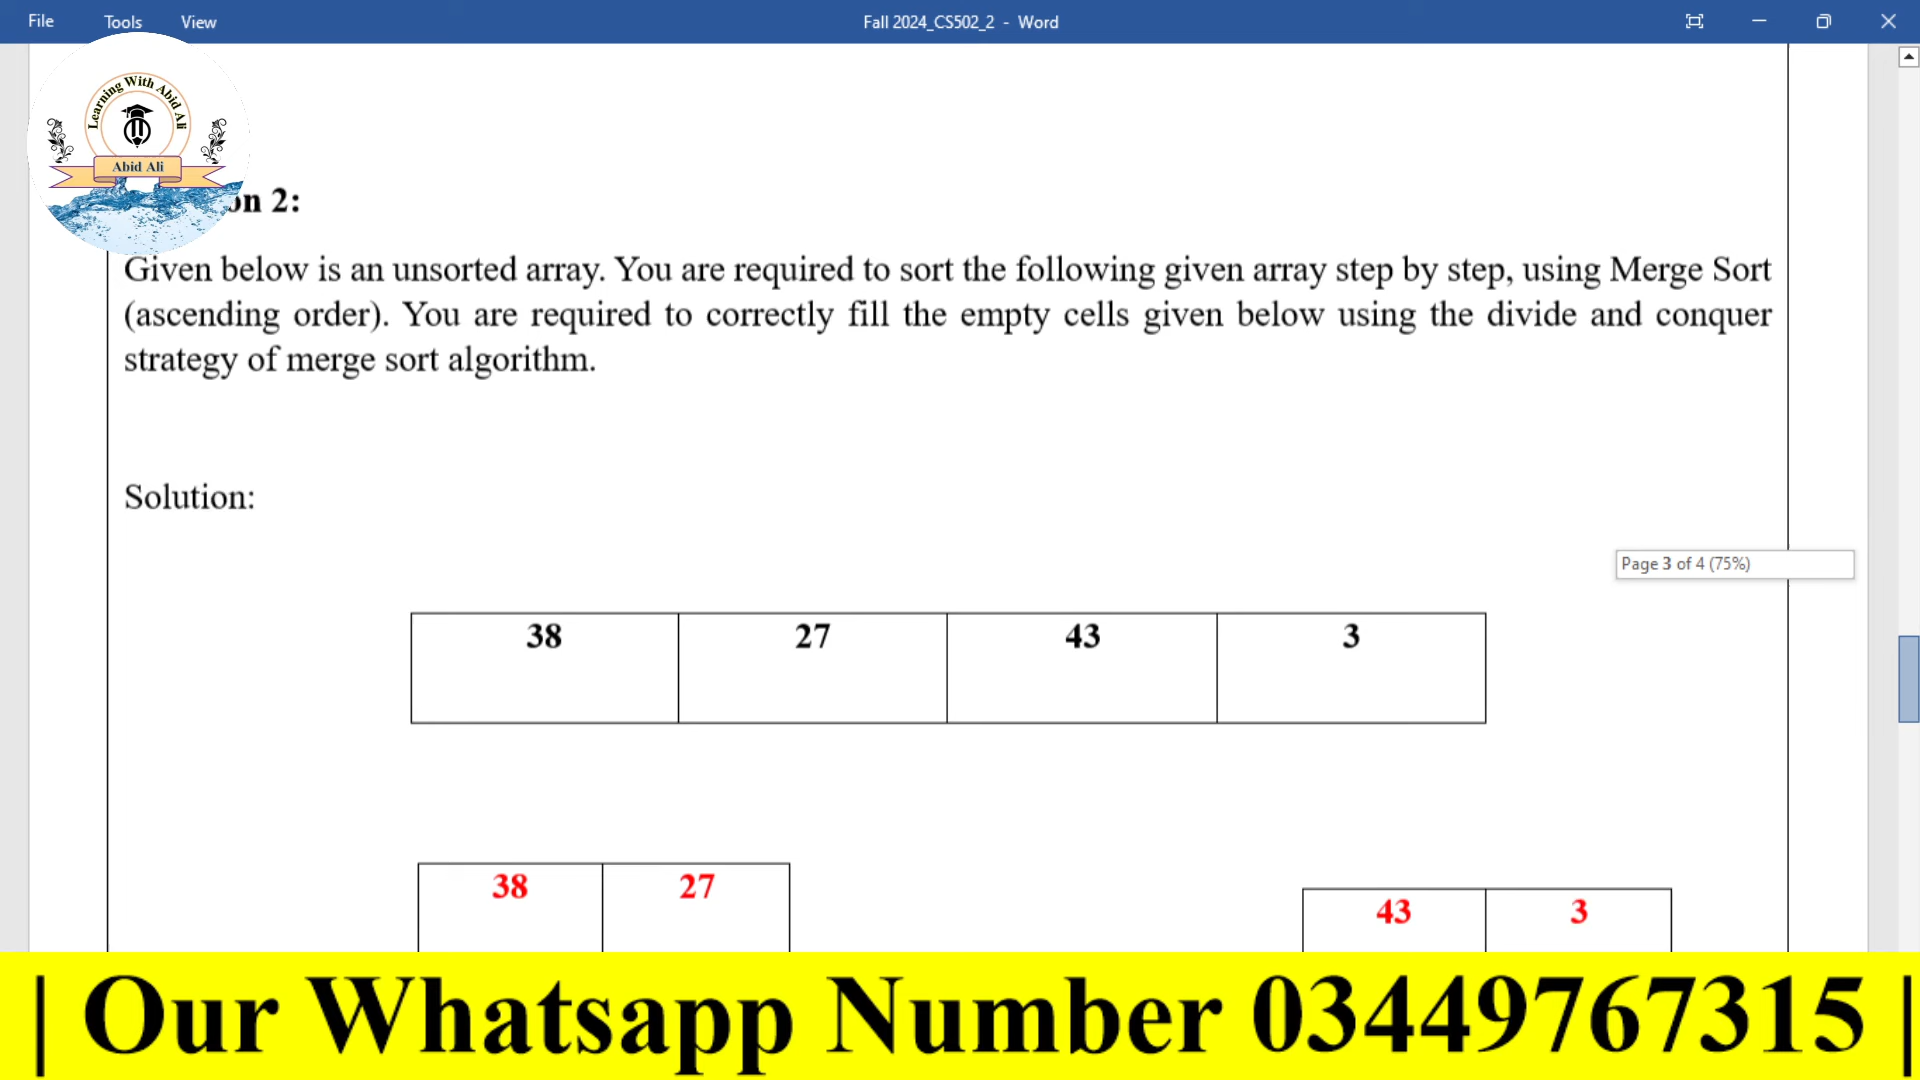 File Tools View Fall 2024_CS502_2 - Word
Learning With Abid Ali
Abid Ali
on 2:
Given below is an unsorted array. You are required to sort the following given array step by step, using Merge Sort
(ascending order). You are required to correctly fill the empty cells given below using the divide and conquer
strategy of merge sort algorithm.
Solution:
Page 3 of 4 (75%)
38 27 43 3
38 27
43 3
| Our Whatsapp Number 03449767315 |